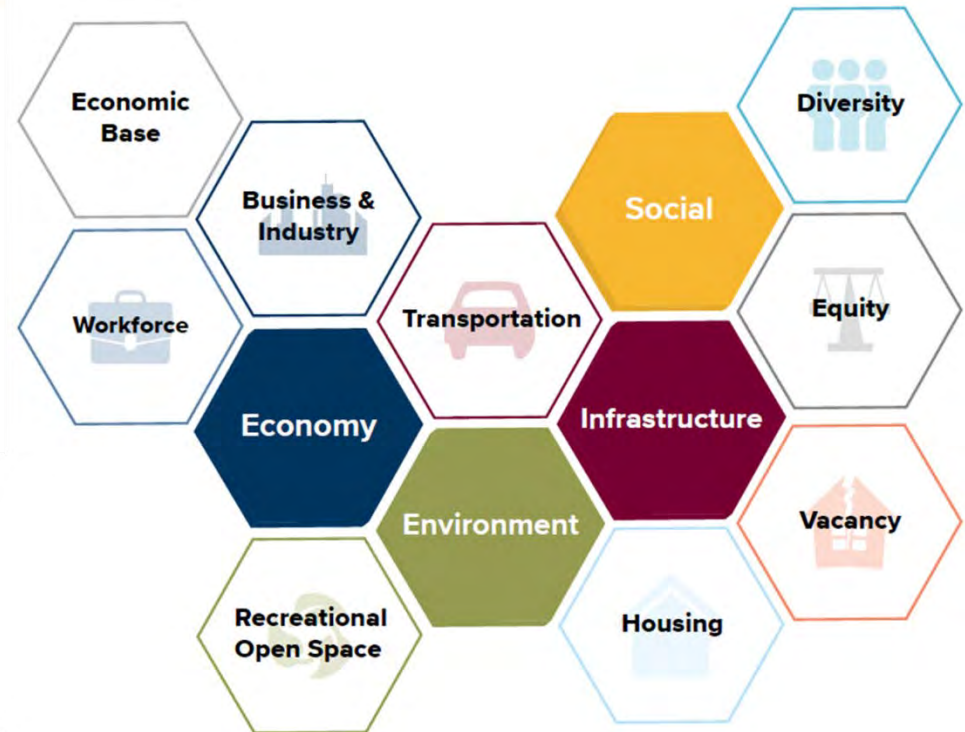 Economic
Base
Diversity
Business &
Industry
Social
Workforce
Transportation
Equity
Economy
Infrastructure
Environment
Vacancy
Recreational
Open Space
Housing